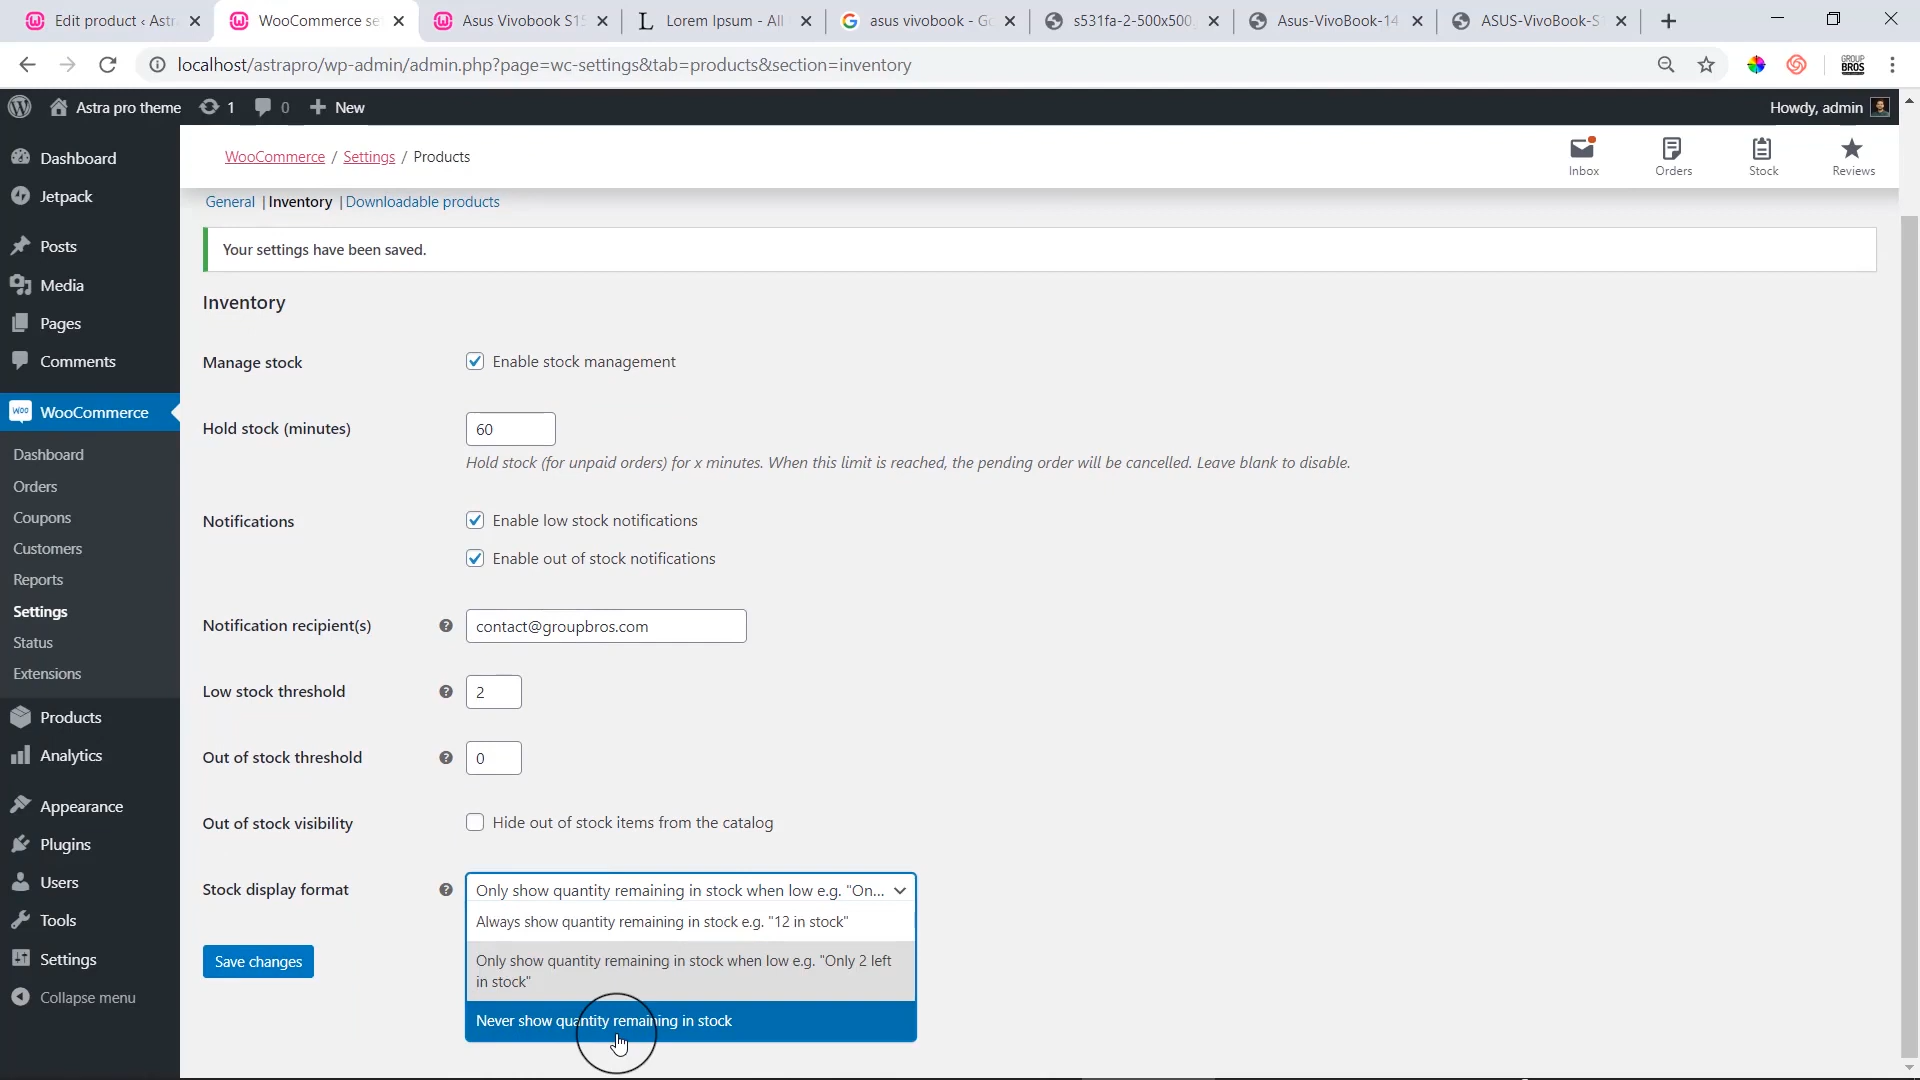 Edit product ‹ Astr
WooCommerce se
Asus Vivobook S15
Lorem Ipsum - All
asus vivobook - Go
s531fa-2-500x500
Asus-VivoBook-14
ASUS-VivoBook-S
localhost/astrapro/wp-admin/admin.php?page=wc-settings&tab=products&section=inventory
GROUP BROS
Astra pro theme 1 0 New
Howdy, admin
Dashboard
Jetpack
Posts
Media
Pages
Comments
WooCommerce
Dashboard
Orders
Coupons
Customers
Reports
Settings
Status
Extensions
Products
Analytics
Appearance
Plugins
Users
Tools
Settings
Collapse menu
WooCommerce / Settings / Products
Inbox
Orders
Stock
Reviews
General | Inventory | Downloadable products
Your settings have been saved.
Inventory
Manage stock
Enable stock management
Hold stock (minutes)
60
Hold stock (for unpaid orders) for x minutes. When this limit is reached, the pending order will be cancelled. Leave blank to disable.
Notifications
Enable low stock notifications
Enable out of stock notifications
Notification recipient(s)
contact@groupbros.com
Low stock threshold
2
Out of stock threshold
0
Out of stock visibility
Hide out of stock items from the catalog
Stock display format
Only show quantity remaining in stock when low e.g. "On...
Always show quantity remaining in stock e.g. "12 in stock"
Only show quantity remaining in stock when low e.g. "Only 2 left
in stock"
Never show quantity remaining in stock
Save changes